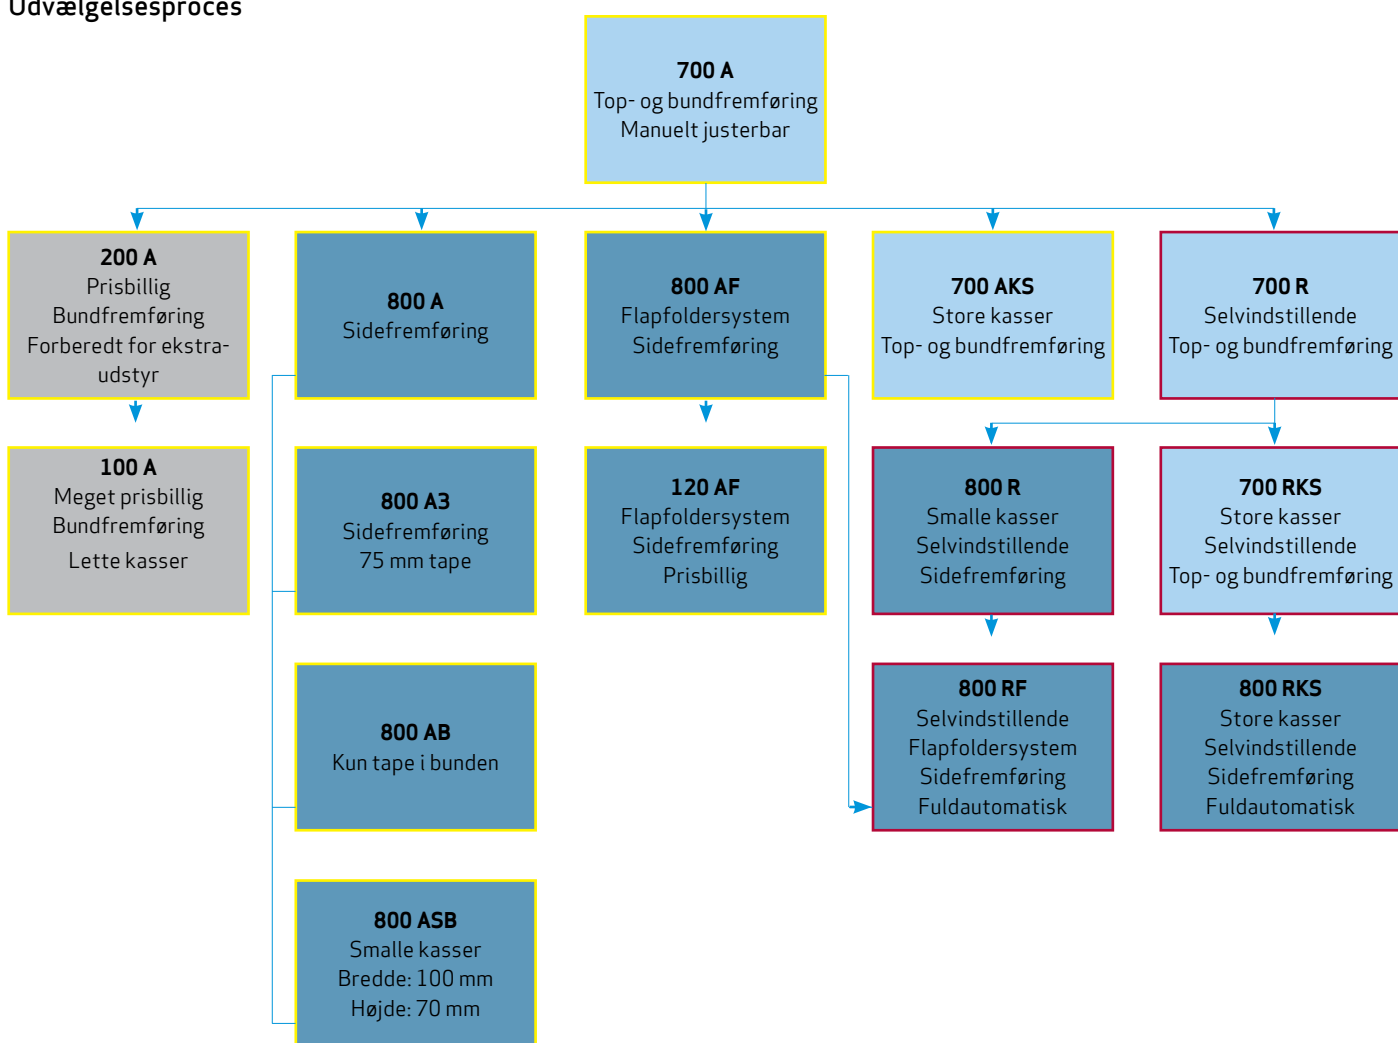 Udvælgelsesproces
700 A
Top- og bundfremføring
Manuelt justerbar
200 A
Prisbillig
Bundfremføring
Forberedt for ekstra-
udstyr
800 A
Sidefremføring
800 AF
Flapfoldersystem
Sidefremføring
700 AKS
Store kasser
Top- og bundfremføring
700 R
Selvindstillende
Top- og bundfremføring
100 A
Meget prisbillig
Bundfremføring
Lette kasser
800 A3
Sidefremføring
75 mm tape
120 AF
Flapfoldersystem
Sidefremføring
Prisbillig
800 R
Smalle kasser
Selvindstillende
Sidefremføring
700 RKS
Store kasser
Selvindstillende
Top- og bundfremføring
800 AB
Kun tape i bunden
800 RF
Selvindstillende
Flapfoldersystem
Sidefremføring
Fuldautomatisk
800 RKS
Store kasser
Selvindstillende
Sidefremføring
Fuldautomatisk
800 ASB
Smalle kasser
Bredde: 100 mm
Højde: 70 mm